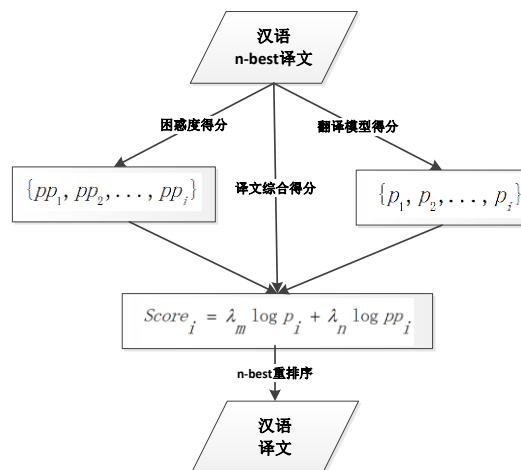 汉语
n-best译文
困惑度得分
翻译模型得分
{pp₁, pp₂, ..., ppᵢ}
译文综合得分
{p₁, p₂, ..., pᵢ}
Scoreᵢ = λₘ log pᵢ + λₙ log ppᵢ
n-best重排序
汉语
译文